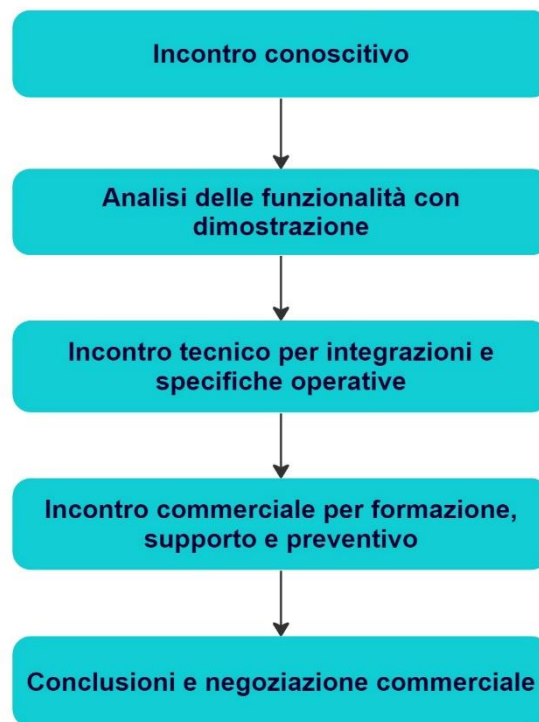 Incontro conoscitivo
Analisi delle funzionalità con
dimostrazione
Incontro tecnico per integrazioni e
specifiche operative
Incontro commerciale per formazione,
supporto e preventivo
Conclusioni e negoziazione commerciale